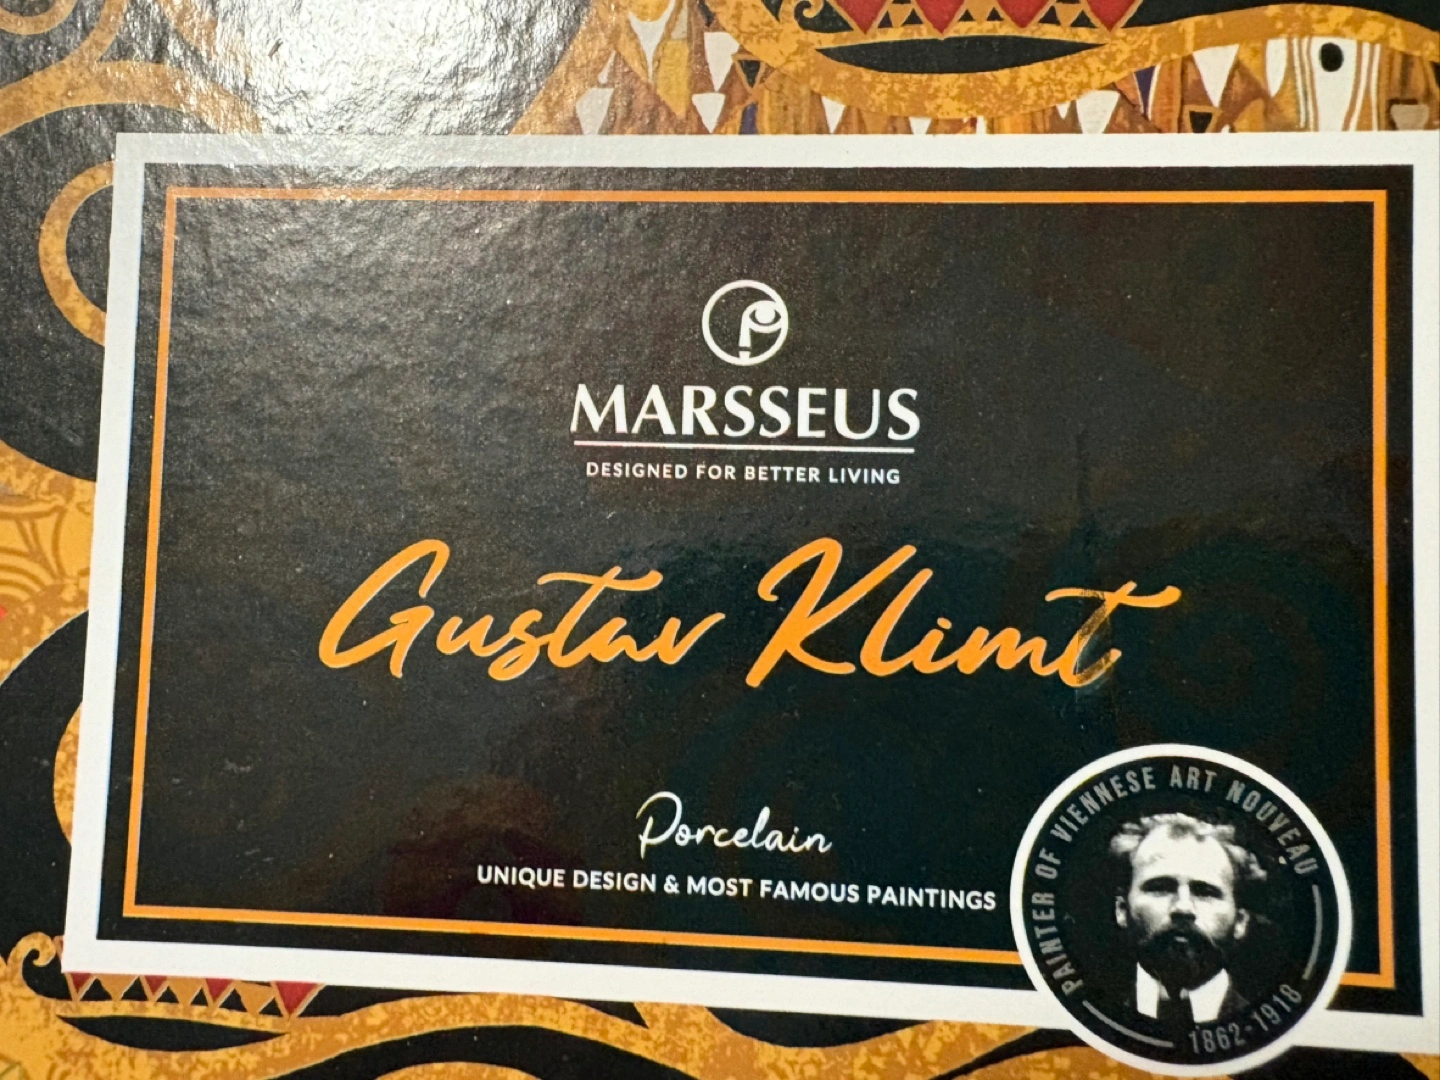 MARSSEUS
DESIGNED FOR BETTER LIVING
Gustav Klimt
Porcelain
UNIQUE DESIGN & MOST FAMOUS PAINTINGS
PAINTER OF VIENNESE ART NOUVEAU
1862-1918